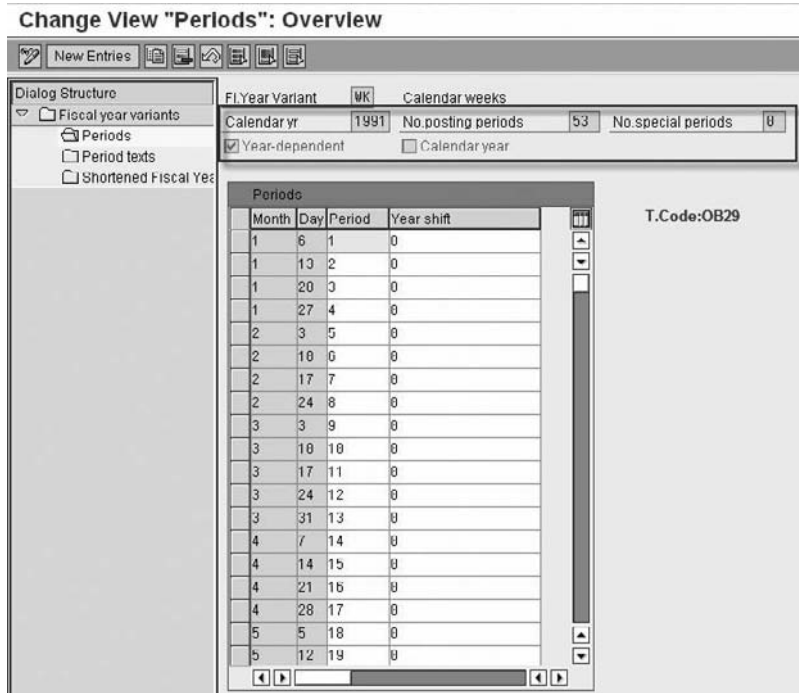 Change View "Periods": Overview
New Entries
Dialog Structure
Fiscal year variants
Periods
Period texts
Shortened Fiscal Yea
FI.Year Variant WK Calendar weeks
Calendar yr 1991 No.posting periods 53 No.special periods 0
Year-dependent Calendar year
Periods
Month Day Period Year shift
1 6 1 0
1 13 2 0
1 20 3 0
1 27 4 0
2 3 5 0
2 10 6 0
2 17 7 0
2 24 8 0
3 3 9 0
3 10 10 0
3 17 11 0
3 24 12 0
3 31 13 0
4 7 14 0
4 14 15 0
4 21 16 0
4 28 17 0
5 5 18 0
5 12 19 0
T.Code:OB29